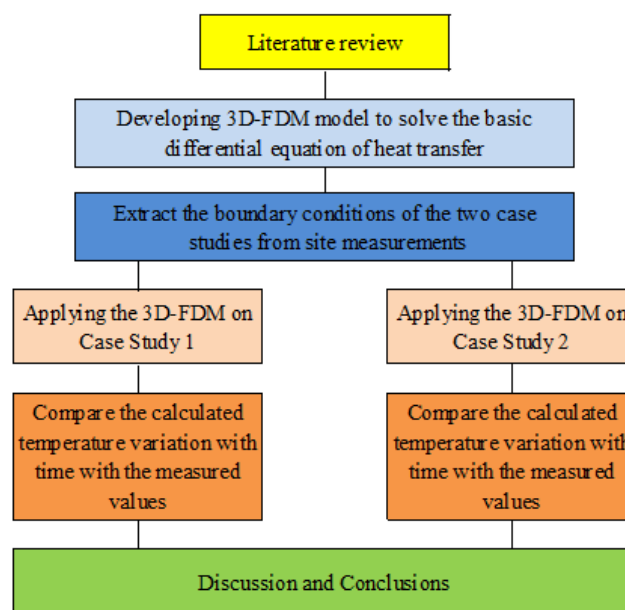 Literature review
Developing 3D-FDM model to solve the basic
differential equation of heat transfer
Extract the boundary conditions of the two case
studies from site measurements
Applying the 3D-FDM on
Case Study 1
Applying the 3D-FDM on
Case Study 2
Compare the calculated
temperature variation with
time with the measured
values
Compare the calculated
temperature variation with
time with the measured
values
Discussion and Conclusions